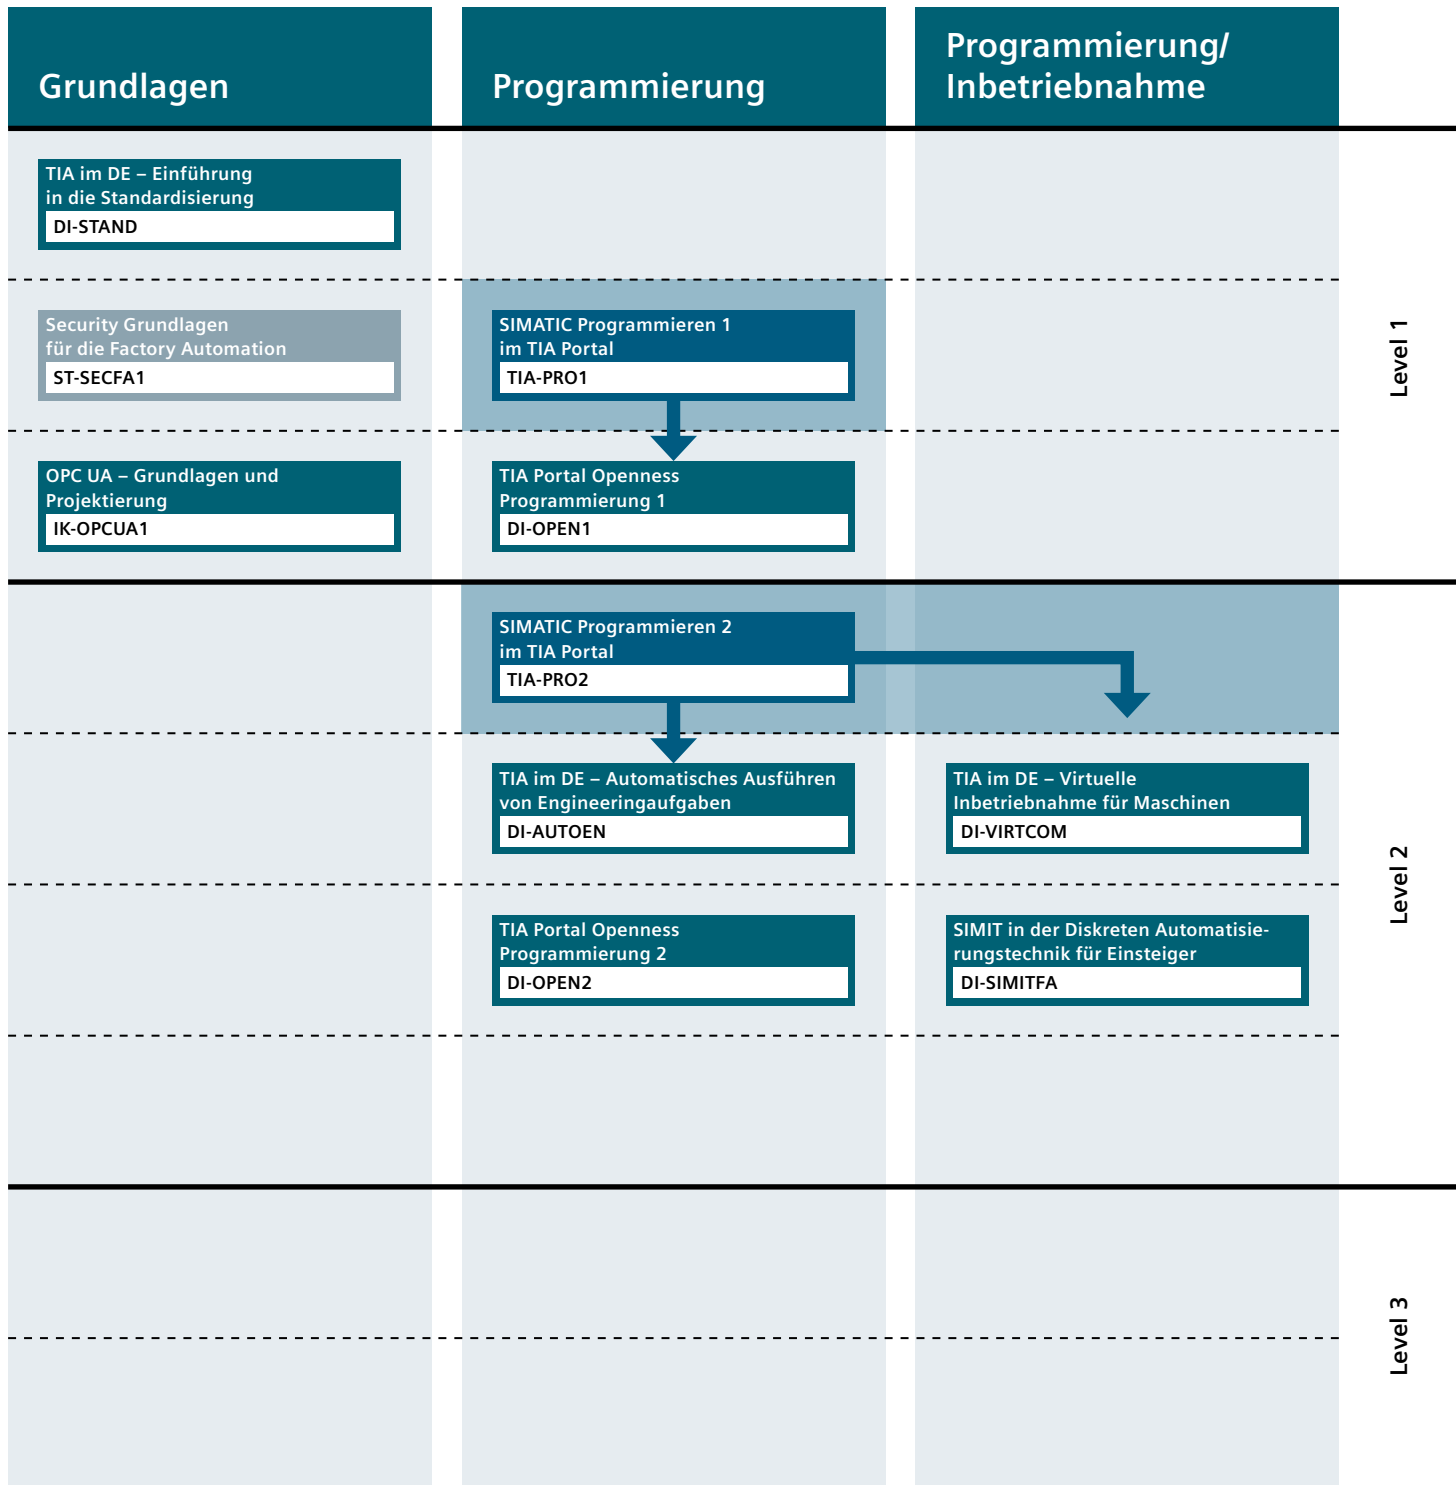 Grundlagen
Programmierung
Programmierung/
Inbetriebnahme
TIA im DE – Einführung
in die Standardisierung
DI-STAND
Security Grundlagen
für die Factory Automation
ST-SECFA1
SIMATIC Programmieren 1
im TIA Portal
TIA-PRO1
Level 1
OPC UA – Grundlagen und
Projektierung
IK-OPCUA1
TIA Portal Openness
Programmierung 1
DI-OPEN1
SIMATIC Programmieren 2
im TIA Portal
TIA-PRO2
TIA im DE – Automatisches Ausführen
von Engineeringaufgaben
DI-AUTOEN
TIA im DE – Virtuelle
Inbetriebnahme für Maschinen
DI-VIRTCOM
Level 2
TIA Portal Openness
Programmierung 2
DI-OPEN2
SIMIT in der Diskreten Automatisie-
rungstechnik für Einsteiger
DI-SIMITFA
Level 3